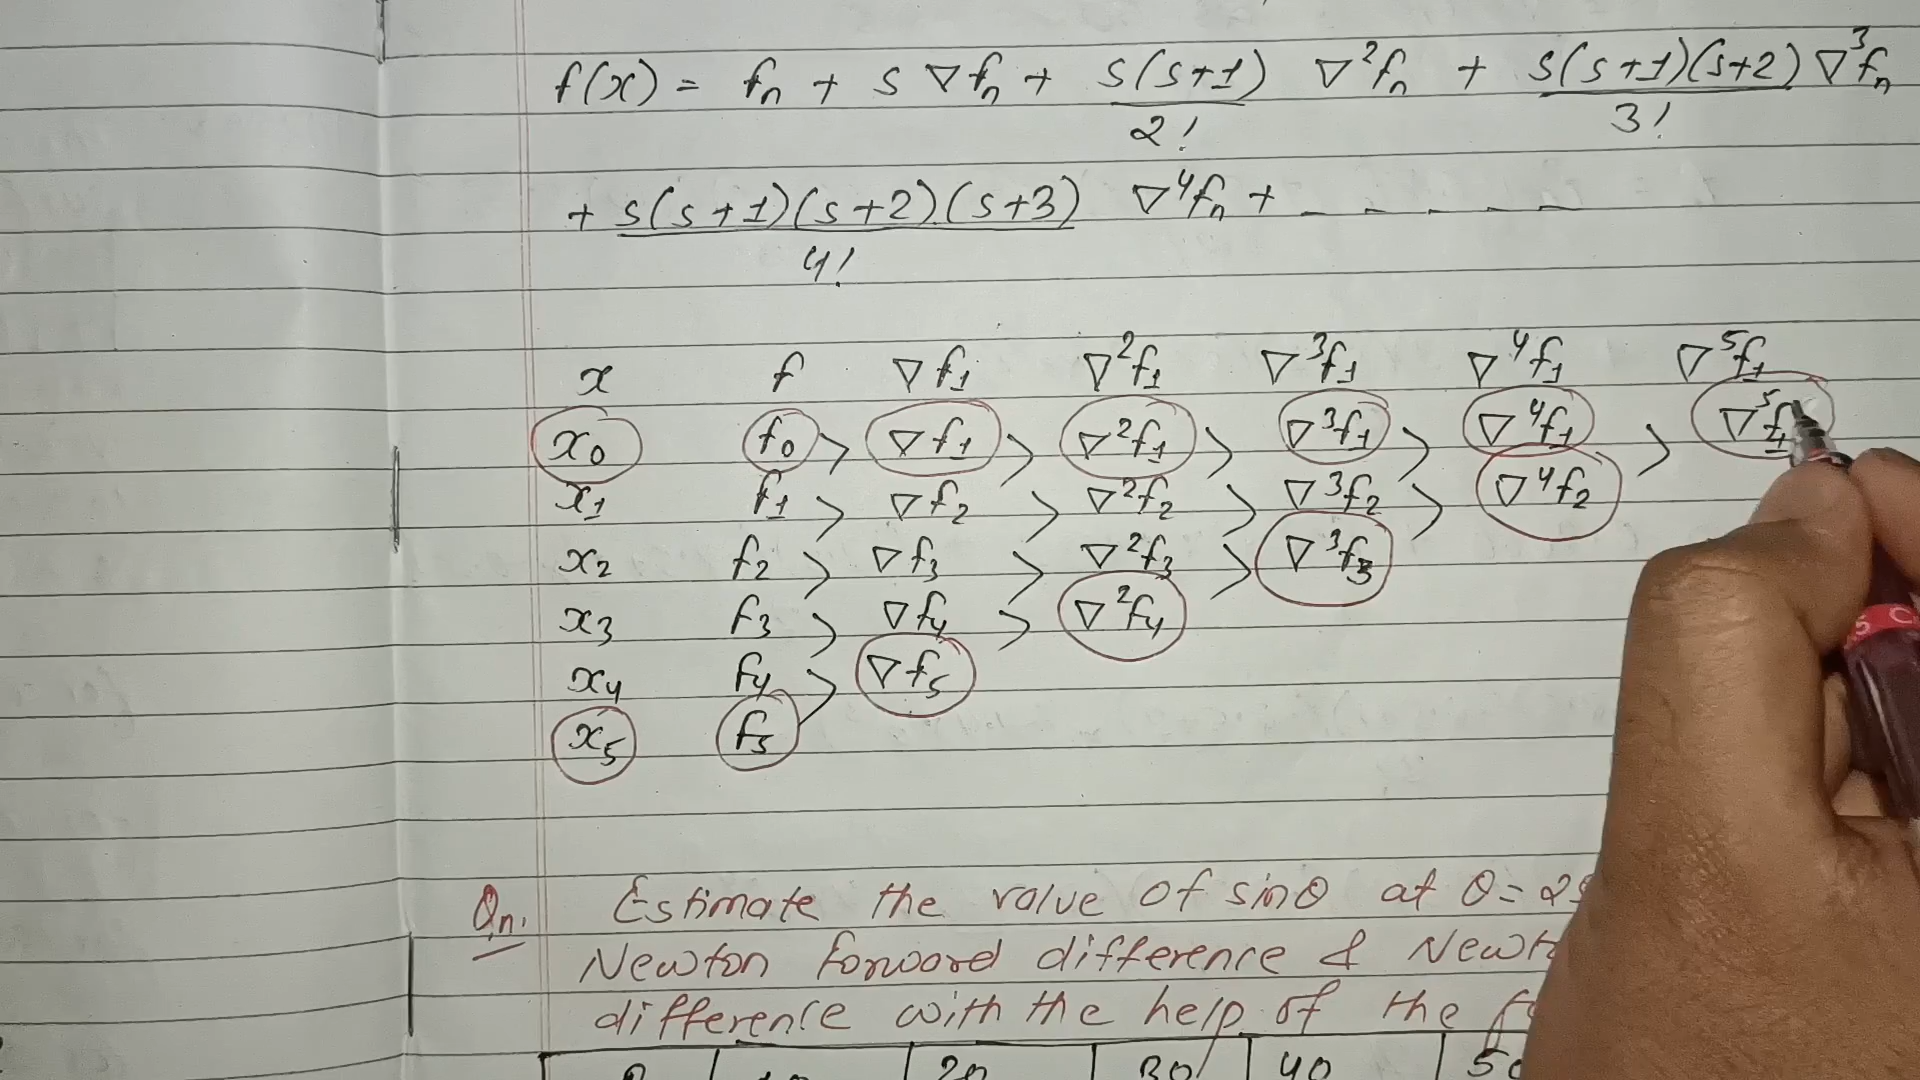 f(x) = fn + s ∇fn + s(s+1)/2! ∇²fn + s(s+1)(s+2)/3! ∇³fn
+ s(s+1)(s+2)(s+3)/4! ∇⁴fn + - - - - -
x f ∇f1 ∇²f1 ∇³f1 ∇⁴f1 ∇⁵f1
x0 f0 > ∇f1 > ∇²f1 > ∇³f1 > ∇⁴f1 > ∇⁵f1
x1 f1 > ∇f2 > ∇²f2 > ∇³f2 > ∇⁴f2
x2 f2 > ∇f3 > ∇²f3 > ∇³f3
x3 f3 > ∇f4 > ∇²f4
x4 f4 > ∇f5
x5 f5
Qn. Estimate the value of sinθ at θ=
Newton forward difference &
difference with the help of the
θ 10 20 30 40